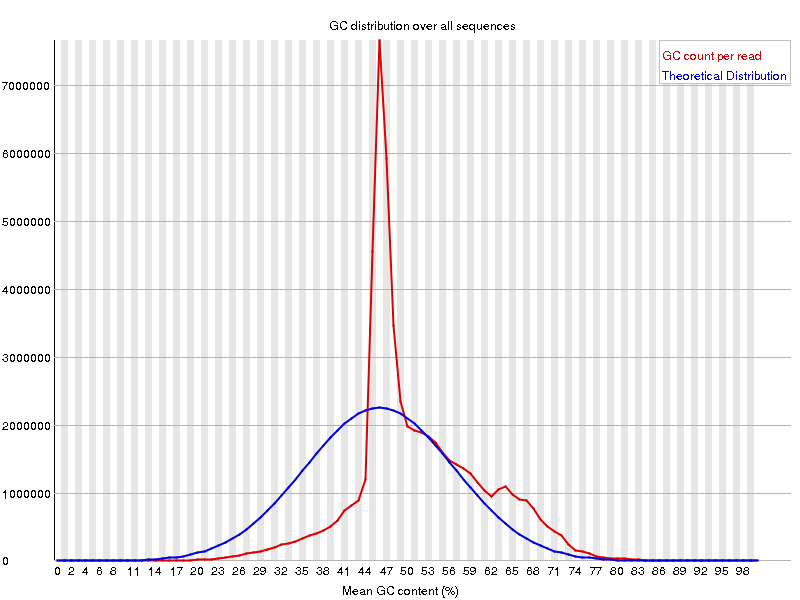 GC distribution over all sequences
GC count per read
Theoretical Distribution
7000000
6000000
5000000
4000000
3000000
2000000
1000000
0
0 2 4 6 8 11 14 17 20 23 26 29 32 35 38 41 44 47 50 53 56 59 62 65 68 71 74 77 80 83 86 89 92 95 98
Mean GC content (%)